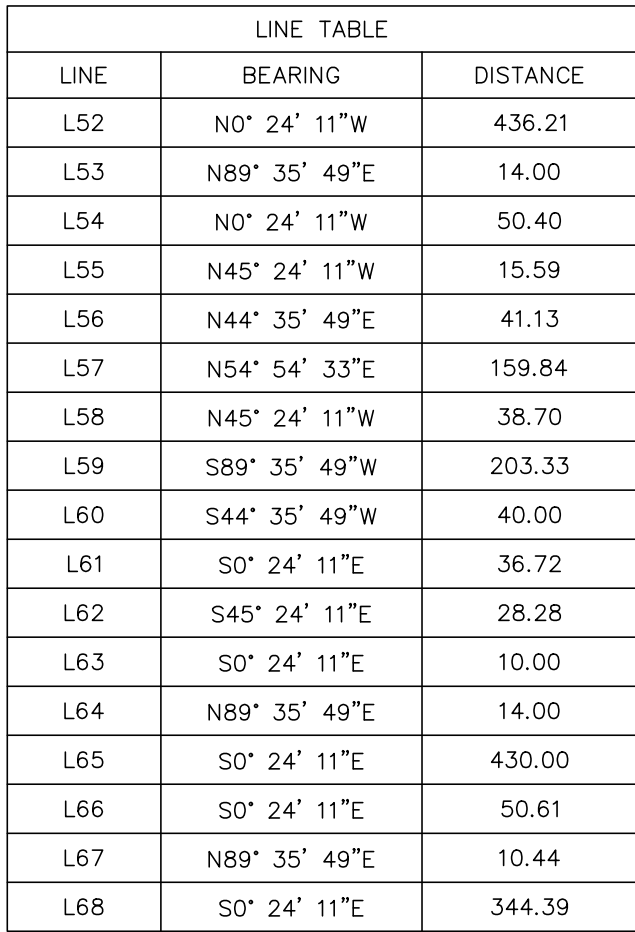 LINE TABLE
LINE BEARING DISTANCE
L52 N0° 24' 11"W 436.21
L53 N89° 35' 49"E 14.00
L54 N0° 24' 11"W 50.40
L55 N45° 24' 11"W 15.59
L56 N44° 35' 49"E 41.13
L57 N54° 54' 33"E 159.84
L58 N45° 24' 11"W 38.70
L59 S89° 35' 49"W 203.33
L60 S44° 35' 49"W 40.00
L61 S0° 24' 11"E 36.72
L62 S45° 24' 11"E 28.28
L63 S0° 24' 11"E 10.00
L64 N89° 35' 49"E 14.00
L65 S0° 24' 11"E 430.00
L66 S0° 24' 11"E 50.61
L67 N89° 35' 49"E 10.44
L68 S0° 24' 11"E 344.39